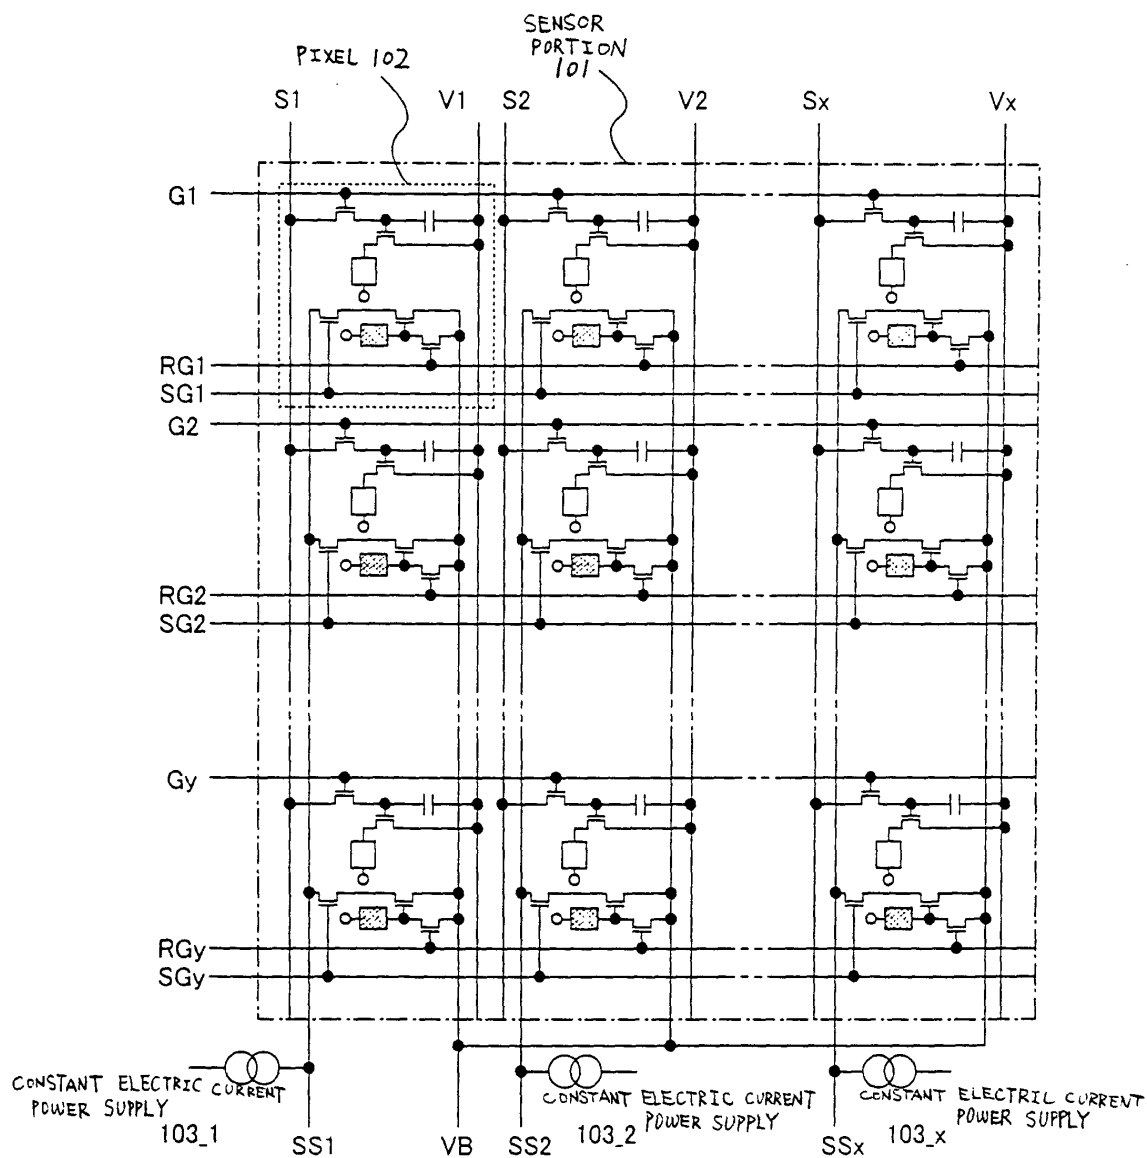 SENSOR
PORTION
101
PIXEL 102
S1 V1 S2 V2 Sx Vx
G1
RG1
SG1
G2
RG2
SG2
Gy
RGy
SGy
CONSTANT ELECTRIC CURRENT
POWER SUPPLY
103_1
CONSTANT ELECTRIC CURRENT
POWER SUPPLY
103_2
CONSTANT ELECTRIC CURRENT
POWER SUPPLY
103_x
SS1 VB SS2 SSx